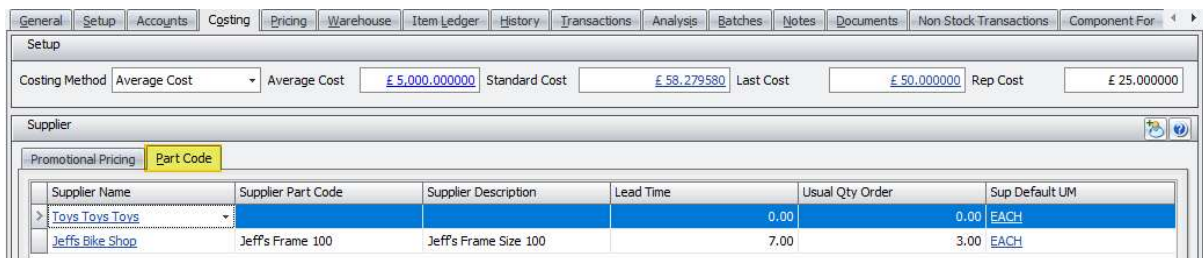 General Setup Accounts Costing Pricing Warehouse Item Ledger History Transactions Analysis Batches Notes Documents Non Stock Transactions Component For
Setup
Costing Method Average Cost Average Cost £ 5,000.000000 Standard Cost £ 58.279580 Last Cost £ 50.000000 Rep Cost £ 25.000000
Supplier
Promotional Pricing Part Code
Supplier Name Supplier Part Code Supplier Description Lead Time Usual Qty Order Sup Default UM
Toys Toys Toys 0.00 0.00 EACH
Jeffs Bike Shop Jeff's Frame 100 Jeff's Frame Size 100 7.00 3.00 EACH